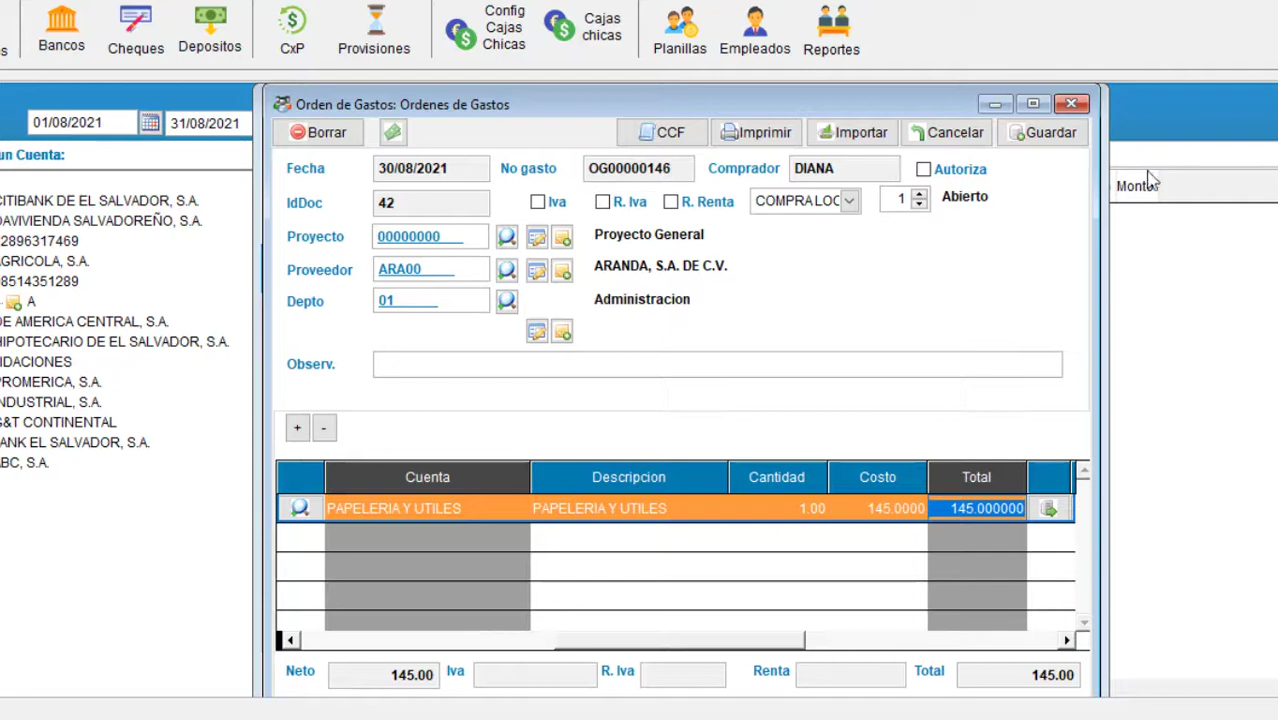 s
Bancos
Cheques
Depositos
CxP
Provisiones
Config
Cajas
Chicas
Cajas
chicas
Planillas
Empleados
Reportes
01/08/2021
31/08/2021
un Cuenta:
CITIBANK DE EL SALVADOR, S.A.
DAVIVIENDA SALVADOREÑO, S.A.
2896317469
AGRICOLA, S.A.
08514351289
A
DE AMERICA CENTRAL, S.A.
HIPOTECARIO DE EL SALVADOR, S.A.
IDACIONES
PROMERICA, S.A.
INDUSTRIAL, S.A.
G&T CONTINENTAL
ANK EL SALVADOR, S.A.
ABC, S.A.
Orden de Gastos: Ordenes de Gastos
Borrar
CCF
Imprimir
Importar
Cancelar
Guardar
Fecha 30/08/2021 No gasto OG00000146 Comprador DIANA Autoriza
IdDoc 42 Iva R. Iva R. Renta COMPRA LOC 1 Abierto
Proyecto 00000000 Proyecto General
Proveedor ARA00 ARANDA, S.A. DE C.V.
Depto 01 Administracion
Observ.
+ -
Cuenta Descripcion Cantidad Costo Total
PAPELERIA Y UTILES PAPELERIA Y UTILES 1.00 145.0000 145.000000
Neto 145.00 Iva R. Iva Renta Total 145.00
Monto